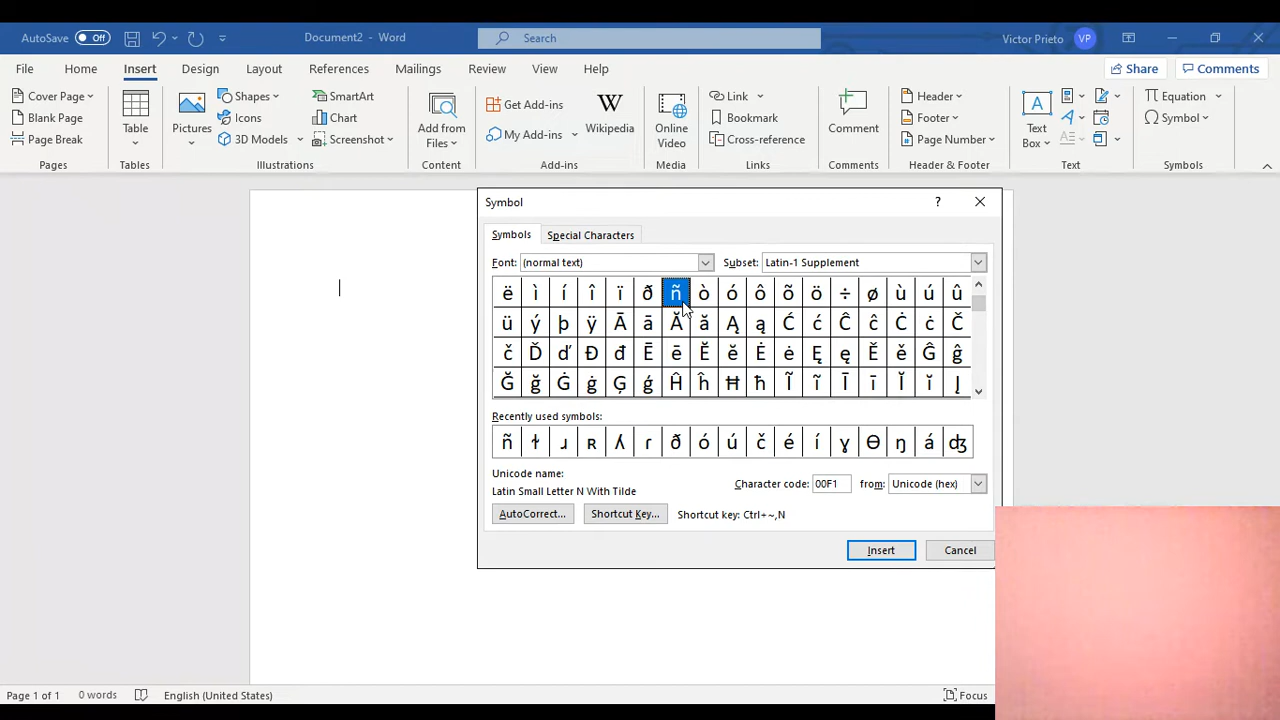 AutoSave Off Document2 - Word Search Victor Prieto VP
File Home Insert Design Layout References Mailings Review View Help Share Comments
Cover Page Blank Page Page Break Pages
Table Tables
Pictures Shapes Icons 3D Models SmartArt Chart Screenshot Illustrations
Add from Files Content
Get Add-ins My Add-ins W Wikipedia Add-ins
Online Video Media
Link Bookmark Cross-reference Links
Comment Comments
Header Footer Page Number Header & Footer
A Text Box Text
π Equation Ω Symbol Symbols
Symbol ?
Symbols Special Characters
Font: (normal text) Subset: Latin-1 Supplement
ë ì í î ï ð ñ ò ó ô õ ö ÷ ø ù ú û
ü ý þ ÿ Ā ā Ă ă Ą ą Ć ć Ĉ ĉ Ċ ċ Č
č Ď ď Đ đ Ē ē Ĕ ĕ Ė ė Ę ę Ě ě Ĝ ĝ
Ğ ğ Ġ ġ Ģ ģ Ĥ ĥ Ħ ħ Ĩ ĩ Ī ī Ĭ ĭ Į
Recently used symbols:
ñ ɫ ɹ ʀ ʎ ɾ ð ó ú č é í ɣ Ɵ ŋ á ʤ
Unicode name:
Latin Small Letter N With Tilde
Character code: 00F1 from: Unicode (hex)
AutoCorrect... Shortcut Key... Shortcut key: Ctrl+~,N
Insert Cancel
Page 1 of 1 0 words English (United States) Focus